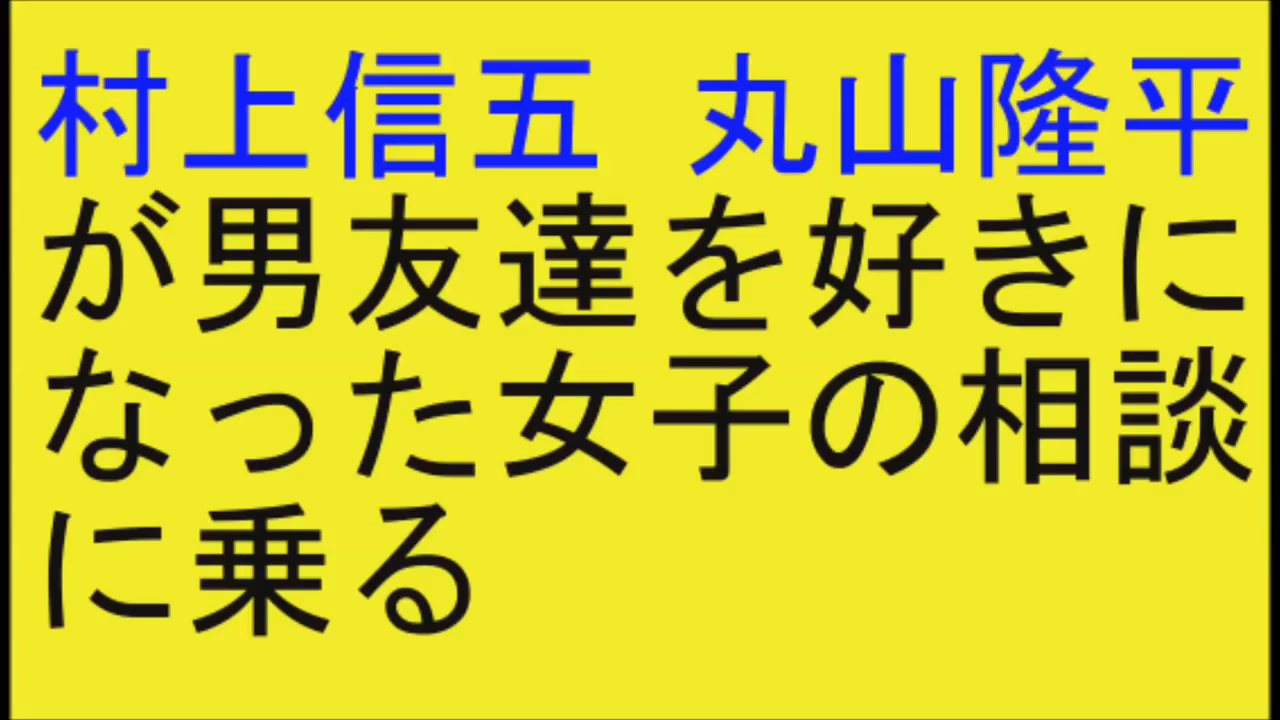 村上信五 丸山隆平
が男友達を好きに
なった女子の相談
に乗る